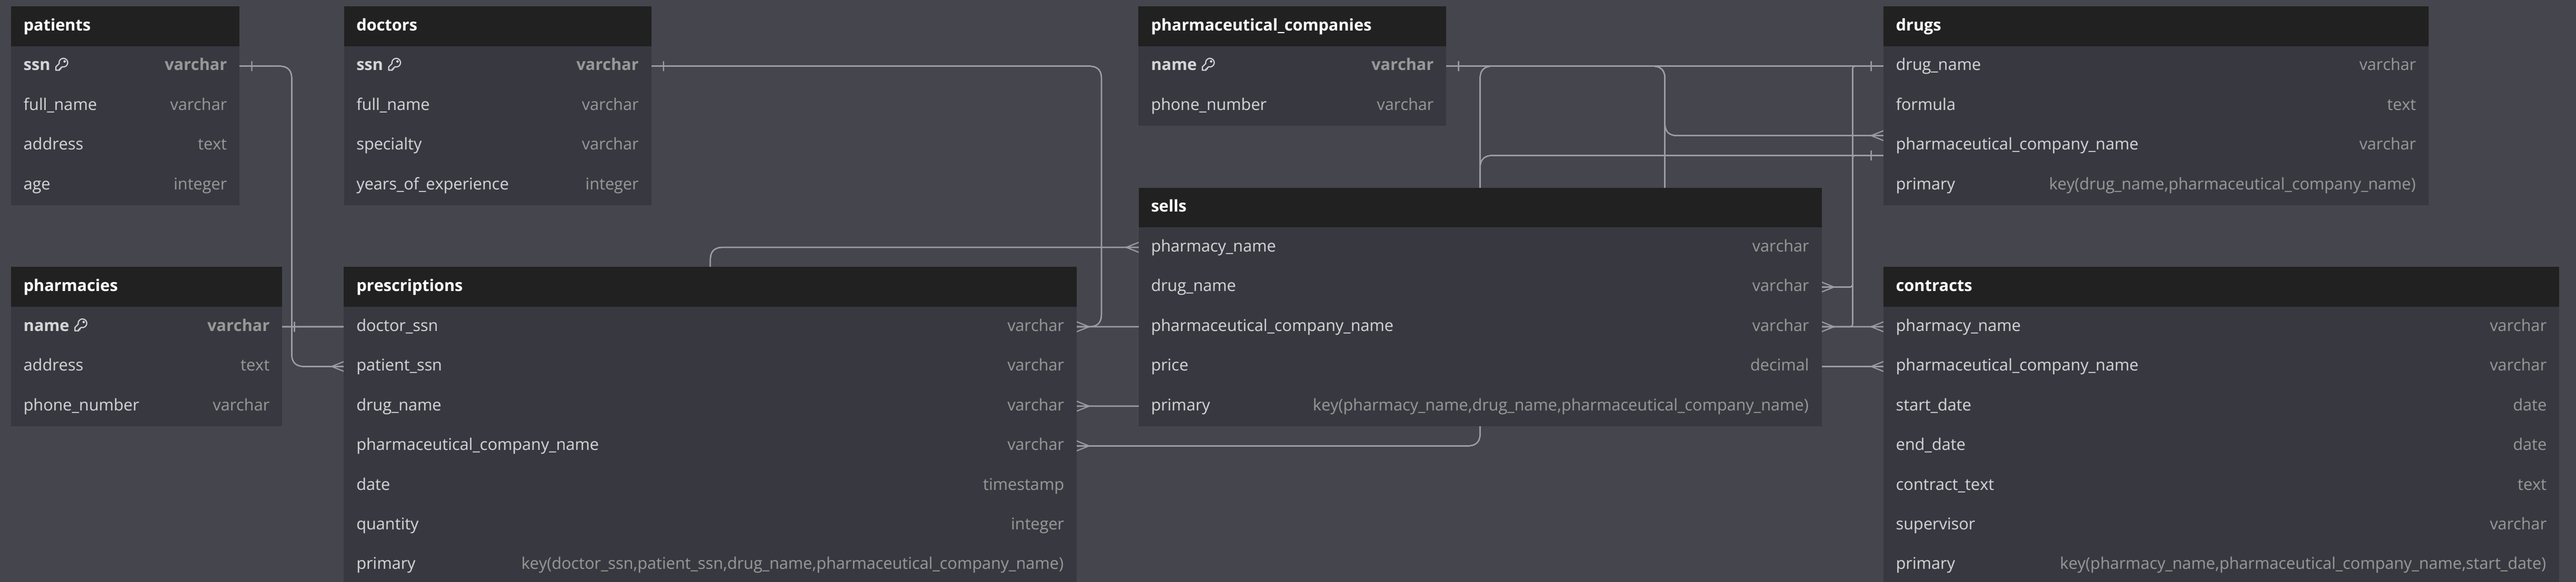 patients
ssn varchar
full_name varchar
address text
age integer
doctors
ssn varchar
full_name varchar
specialty varchar
years_of_experience integer
pharmaceutical_companies
name varchar
phone_number varchar
drugs
drug_name varchar
formula text
pharmaceutical_company_name varchar
primary key(drug_name,pharmaceutical_company_name)
pharmacies
name varchar
address text
phone_number varchar
prescriptions
doctor_ssn varchar
patient_ssn varchar
drug_name varchar
pharmaceutical_company_name varchar
date timestamp
quantity integer
primary key(doctor_ssn,patient_ssn,drug_name,pharmaceutical_company_name)
sells
pharmacy_name varchar
drug_name varchar
pharmaceutical_company_name varchar
price decimal
primary key(pharmacy_name,drug_name,pharmaceutical_company_name)
contracts
pharmacy_name varchar
pharmaceutical_company_name varchar
start_date date
end_date date
contract_text text
supervisor varchar
primary key(pharmacy_name,pharmaceutical_company_name,start_date)